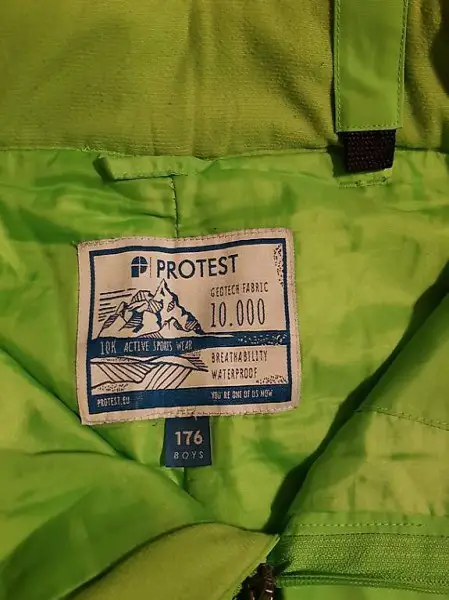 PROTEST
GEOTECH FABRIC
10.000
10K ACTIVE SPORTS WEAR
BREATHABILITY
WATERPROOF
PROTEST.EU
YOU'RE ONE OF US NOW
176
BOYS